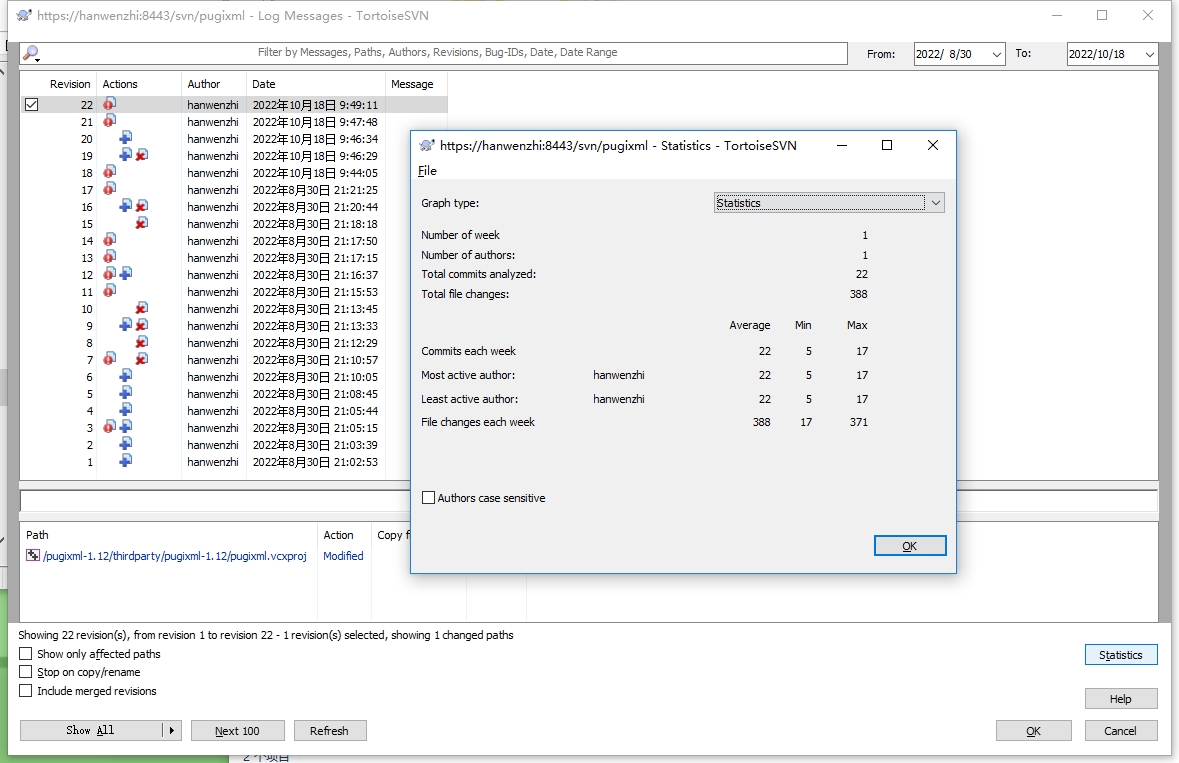 https://hanwenzhi:8443/svn/pugixml - Log Messages - TortoiseSVN
Filter by Messages, Paths, Authors, Revisions, Bug-IDs, Date, Date Range From: 2022/ 8/30 To: 2022/10/18
Revision Actions Author Date Message
22 hanwenzhi 2022年10月18日 9:49:11
21 hanwenzhi 2022年10月18日 9:47:48
20 hanwenzhi 2022年10月18日 9:46:34
19 hanwenzhi 2022年10月18日 9:46:29
18 hanwenzhi 2022年10月18日 9:44:05
17 hanwenzhi 2022年8月30日 21:21:25
16 hanwenzhi 2022年8月30日 21:20:44
15 hanwenzhi 2022年8月30日 21:18:18
14 hanwenzhi 2022年8月30日 21:17:50
13 hanwenzhi 2022年8月30日 21:17:15
12 hanwenzhi 2022年8月30日 21:16:37
11 hanwenzhi 2022年8月30日 21:15:53
10 hanwenzhi 2022年8月30日 21:13:45
9 hanwenzhi 2022年8月30日 21:13:33
8 hanwenzhi 2022年8月30日 21:12:29
7 hanwenzhi 2022年8月30日 21:10:57
6 hanwenzhi 2022年8月30日 21:10:05
5 hanwenzhi 2022年8月30日 21:08:45
4 hanwenzhi 2022年8月30日 21:05:44
3 hanwenzhi 2022年8月30日 21:05:15
2 hanwenzhi 2022年8月30日 21:03:39
1 hanwenzhi 2022年8月30日 21:02:53
https://hanwenzhi:8443/svn/pugixml - Statistics - TortoiseSVN
File
Graph type: Statistics
Number of week 1
Number of authors: 1
Total commits analyzed: 22
Total file changes: 388
Average Min Max
Commits each week 22 5 17
Most active author: hanwenzhi 22 5 17
Least active author: hanwenzhi 22 5 17
File changes each week 388 17 371
Authors case sensitive
OK
Path Action Copy f
/pugixml-1.12/thirdparty/pugixml-1.12/pugixml.vcxproj Modified
Showing 22 revision(s), from revision 1 to revision 22 - 1 revision(s) selected, showing 1 changed paths
Show only affected paths Statistics
Stop on copy/rename
Include merged revisions Help
Show All Next 100 Refresh OK Cancel
2 个项目